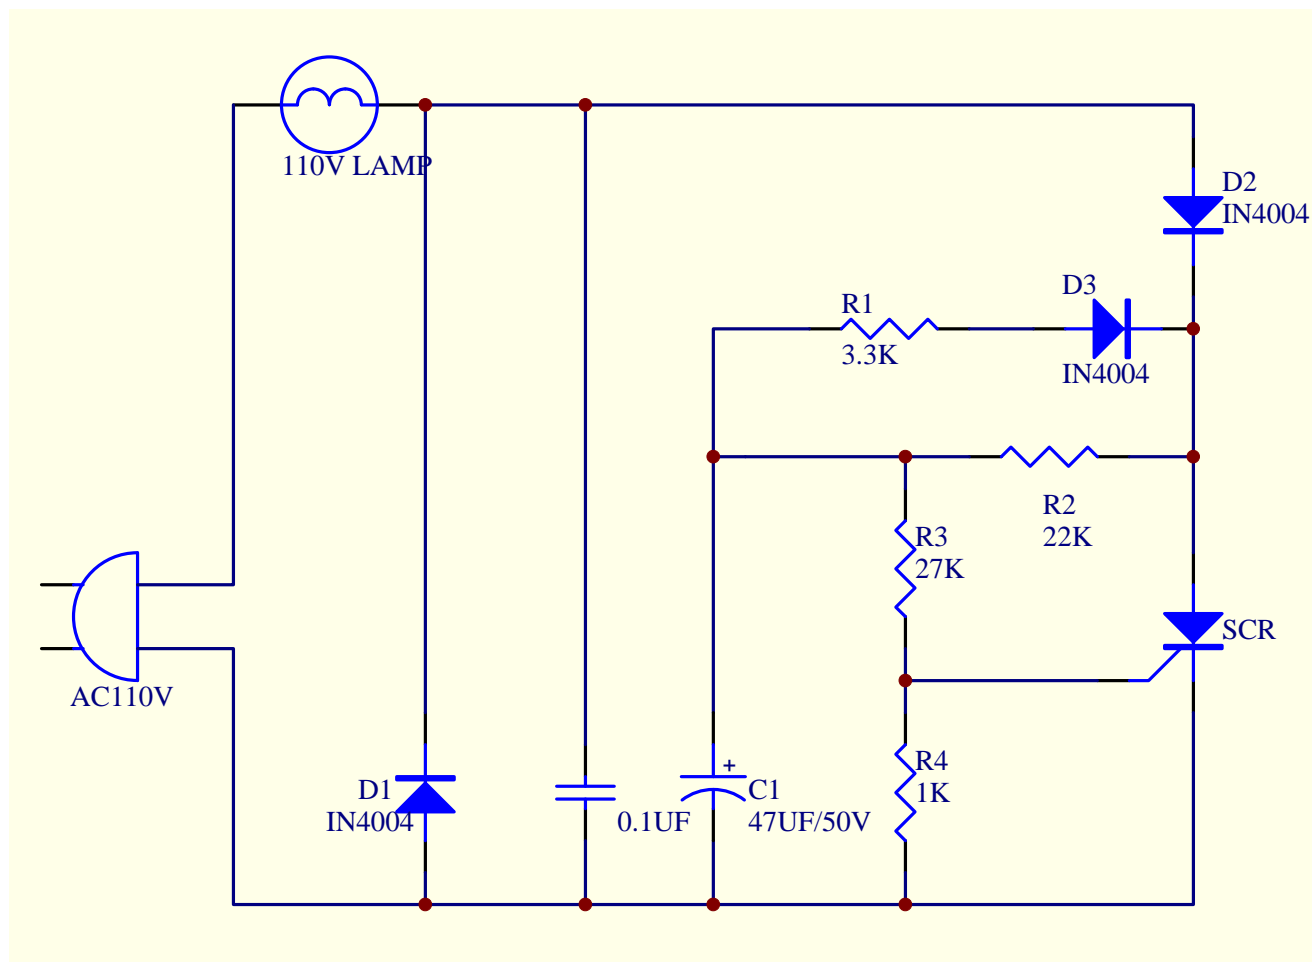 110V LAMP
D2
IN4004
D3
IN4004
R1
3.3K
R2
22K
R3
27K
SCR
AC110V
R4
1K
D1
IN4004
0.1UF
+
C1
47UF/50V